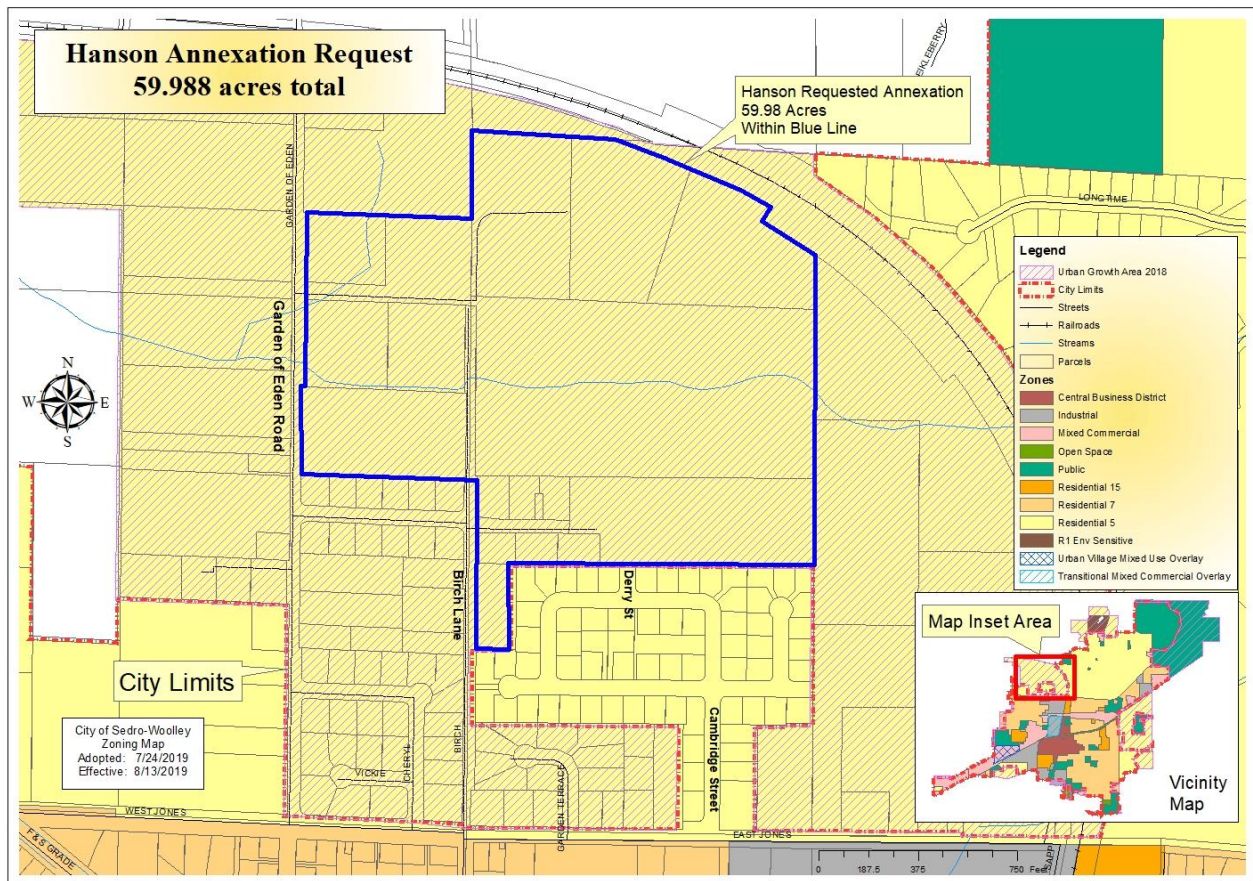 Hanson Annexation Request
59.988 acres total
Hanson Requested Annexation
59.98 Acres
Within Blue Line
EIKLEBERRY
GARDEN OF EDEN
LONGTIME
Legend
Urban Growth Area 2018
City Limits
Streets
Railroads
Streams
Parcels
Zones
Central Business District
Industrial
Mixed Commercial
Open Space
Public
Residential 15
Residential 7
Residential 5
R1 Env Sensitive
Urban Village Mixed Use Overlay
Transitional Mixed Commercial Overlay
Garden of Eden Road
N
W E
S
Birch Lane
Derry St
Map Inset Area
City Limits
City of Sedro-Woolley
Zoning Map
Adopted: 7/24/2019
Effective: 8/13/2019
Cambridge Street
BIRCH
CHERYL
VICKIE
GARDEN TERRACE
Vicinity
Map
WEST JONES
EAST JONES
F & S GRADE
SAPP
0 187.5 375 750 Feet